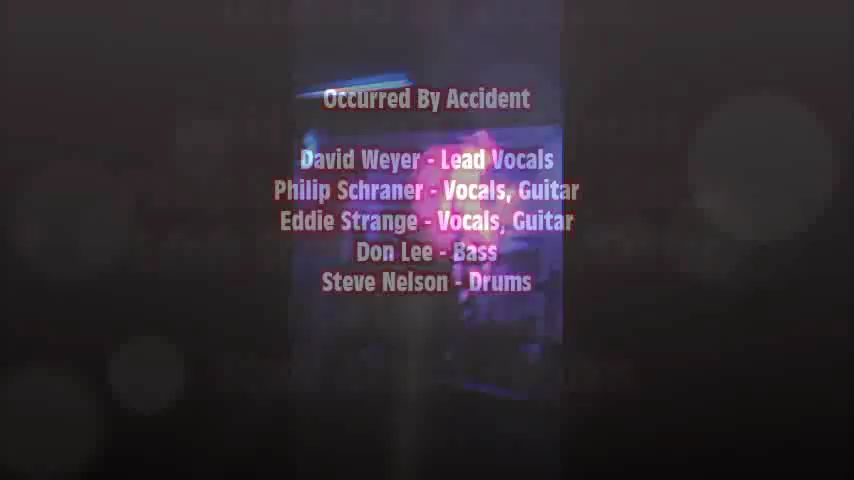 Occurred By Accident
David Weyer - Lead Vocals
Philip Schraner - Vocals, Guitar
Eddie Strange - Vocals, Guitar
Don Lee - Bass
Steve Nelson - Drums